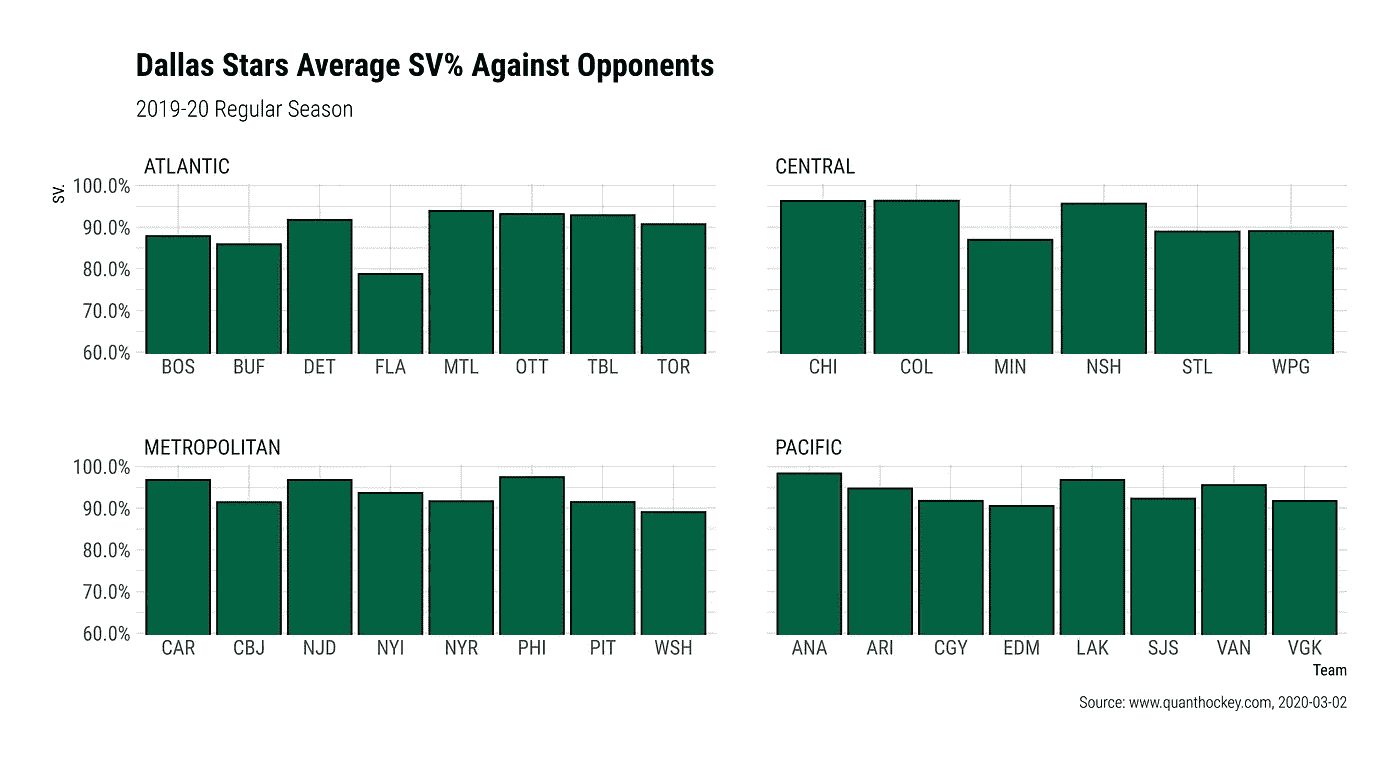 Dallas Stars Average SV% Against Opponents
2019-20 Regular Season
ATLANTIC
SV.
100.0%
90.0%
80.0%
70.0%
60.0%
BOS BUF DET FLA MTL OTT TBL TOR
CENTRAL
CHI COL MIN NSH STL WPG
METROPOLITAN
100.0%
90.0%
80.0%
70.0%
60.0%
CAR CBJ NJD NYI NYR PHI PIT WSH
PACIFIC
ANA ARI CGY EDM LAK SJS VAN VGK
Team
Source: www.quanthockey.com, 2020-03-02